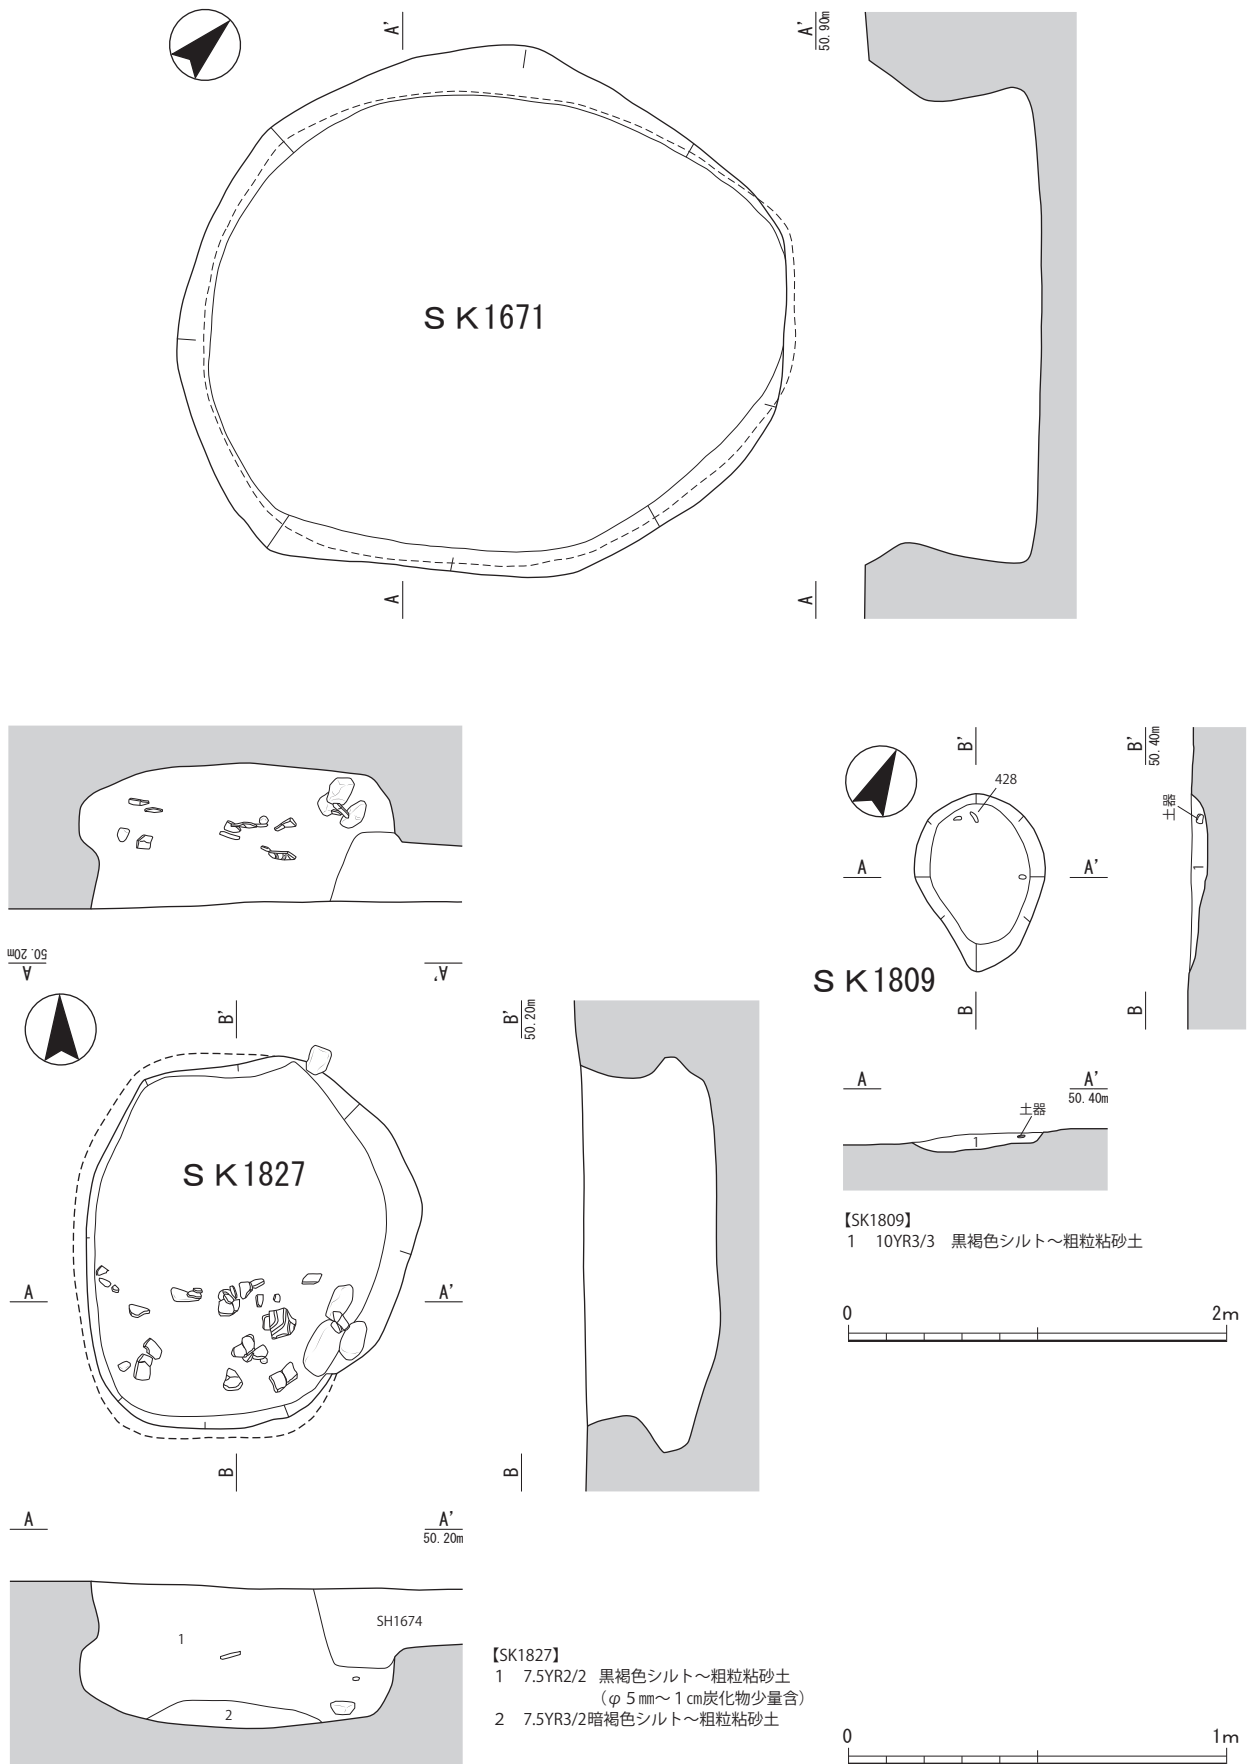 A'
A'
50.90m
SK1671
A
A
50.20m
A
A'
B'
B'
50.20m
SK1827
A
A'
B
B
A
A'
50.20m
SH1674
1
2
【SK1827】
1 7.5YR2/2 黒褐色シルト～粗粒粘砂土
（φ5㎜～1㎝炭化物少量含）
2 7.5YR3/2暗褐色シルト～粗粒粘砂土
B'
B'
50.40m
428
土器
A
A'
1
SK1809
B
B
A
A'
50.40m
土器
1
【SK1809】
1 10YR3/3 黒褐色シルト～粗粒粘砂土
0 2m
0 1m